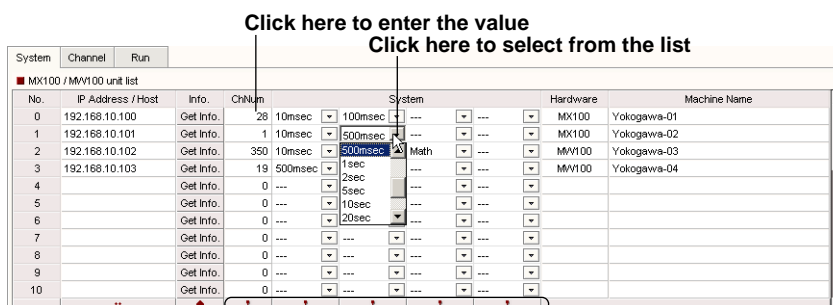 Click here to enter the value
Click here to select from the list
System Channel Run
MX100 / MW100 unit list
No. IP Address / Host Info. ChNum System Hardware Machine Name
0 192.168.10.100 Get Info. 28 10msec 100msec --- --- MX100 Yokogawa-01
1 192.168.10.101 Get Info. 1 10msec 500msec --- --- MX100 Yokogawa-02
2 192.168.10.102 Get Info. 350 10msec 500msec Math --- MW100 Yokogawa-03
3 192.168.10.103 Get Info. 19 500msec 1sec --- --- MW100 Yokogawa-04
2sec
4 Get Info. 0 --- 5sec --- ---
5 Get Info. 0 --- 10sec --- ---
6 Get Info. 0 --- 20sec --- ---
7 Get Info. 0 --- --- --- ---
8 Get Info. 0 --- --- --- ---
9 Get Info. 0 --- --- --- ---
10 Get Info. 0 --- --- --- ---